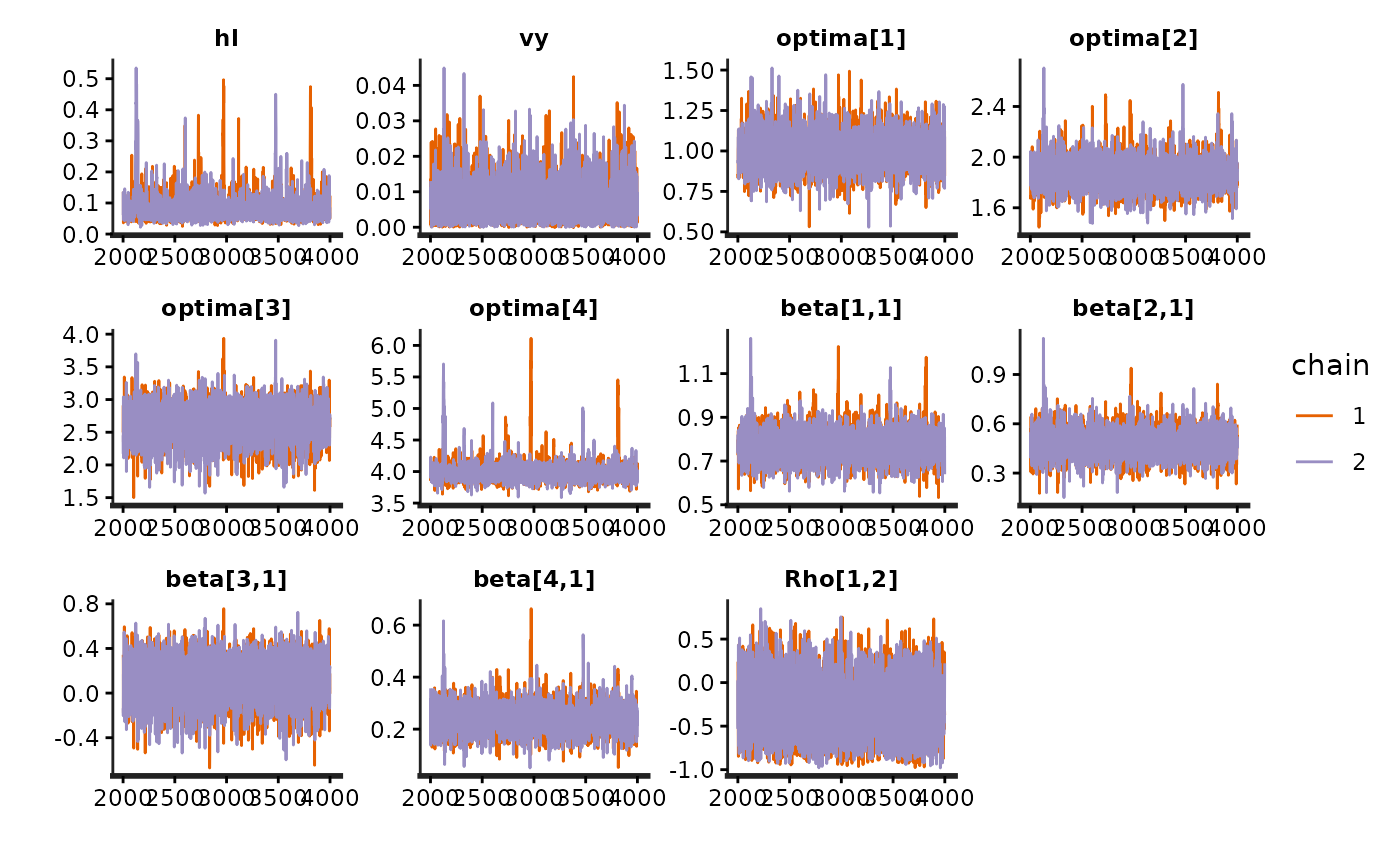 hl vy optima[1] optima[2]
0.5 0.4 0.3 0.2 0.1 0.0
0.04 0.03 0.02 0.01 0.00
1.50 1.25 1.00 0.75 0.50
2.4 2.0 1.6
2000 2500 3000 3500 4000 2000 2500 3000 3500 4000 2000 2500 3000 3500 4000 2000 2500 3000 3500 4000
optima[3] optima[4] beta[1,1] beta[2,1]
4.0 3.5 3.0 2.5 2.0 1.5
6.0 5.5 5.0 4.5 4.0 3.5
1.1 0.9 0.7 0.5
0.9 0.6 0.3
2000 2500 3000 3500 4000 2000 2500 3000 3500 4000 2000 2500 3000 3500 4000 2000 2500 3000 3500 4000
beta[3,1] beta[4,1] Rho[1,2]
0.8 0.4 0.0 -0.4
0.6 0.4 0.2
0.5 0.0 -0.5 -1.0
2000 2500 3000 3500 4000 2000 2500 3000 3500 4000 2000 2500 3000 3500 4000
chain
1
2